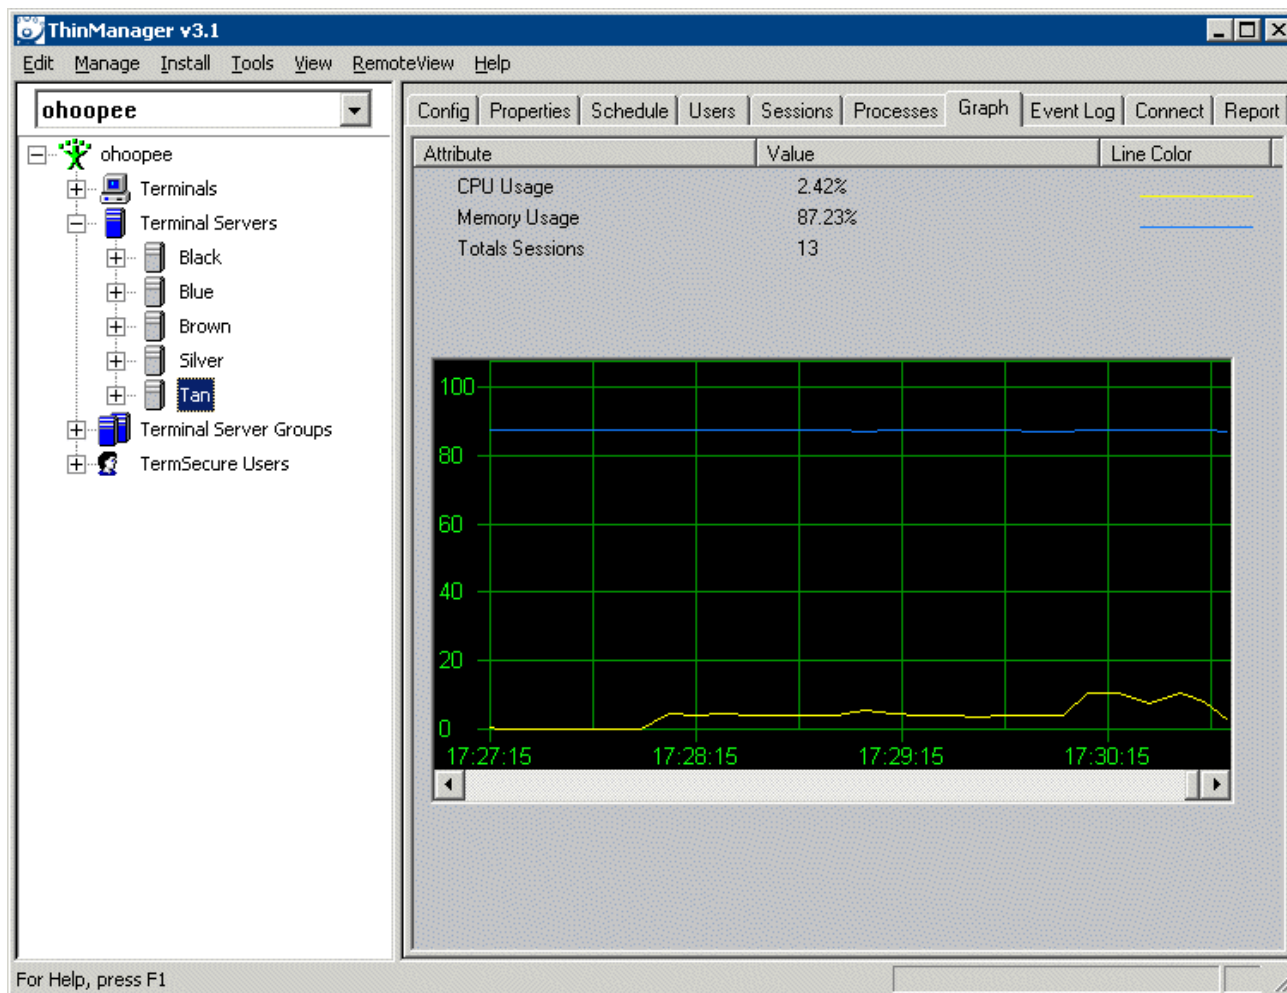 ThinManager v3.1
Edit Manage Install Tools View RemoteView Help
ohoopee
ohoopee
Terminals
Terminal Servers
Black
Blue
Brown
Silver
Tan
Terminal Server Groups
TermSecure Users
Config Properties Schedule Users Sessions Processes Graph Event Log Connect Report
Attribute Value Line Color
CPU Usage 2.42%
Memory Usage 87.23%
Totals Sessions 13
100
80
60
40
20
0
17:27:15 17:28:15 17:29:15 17:30:15
For Help, press F1